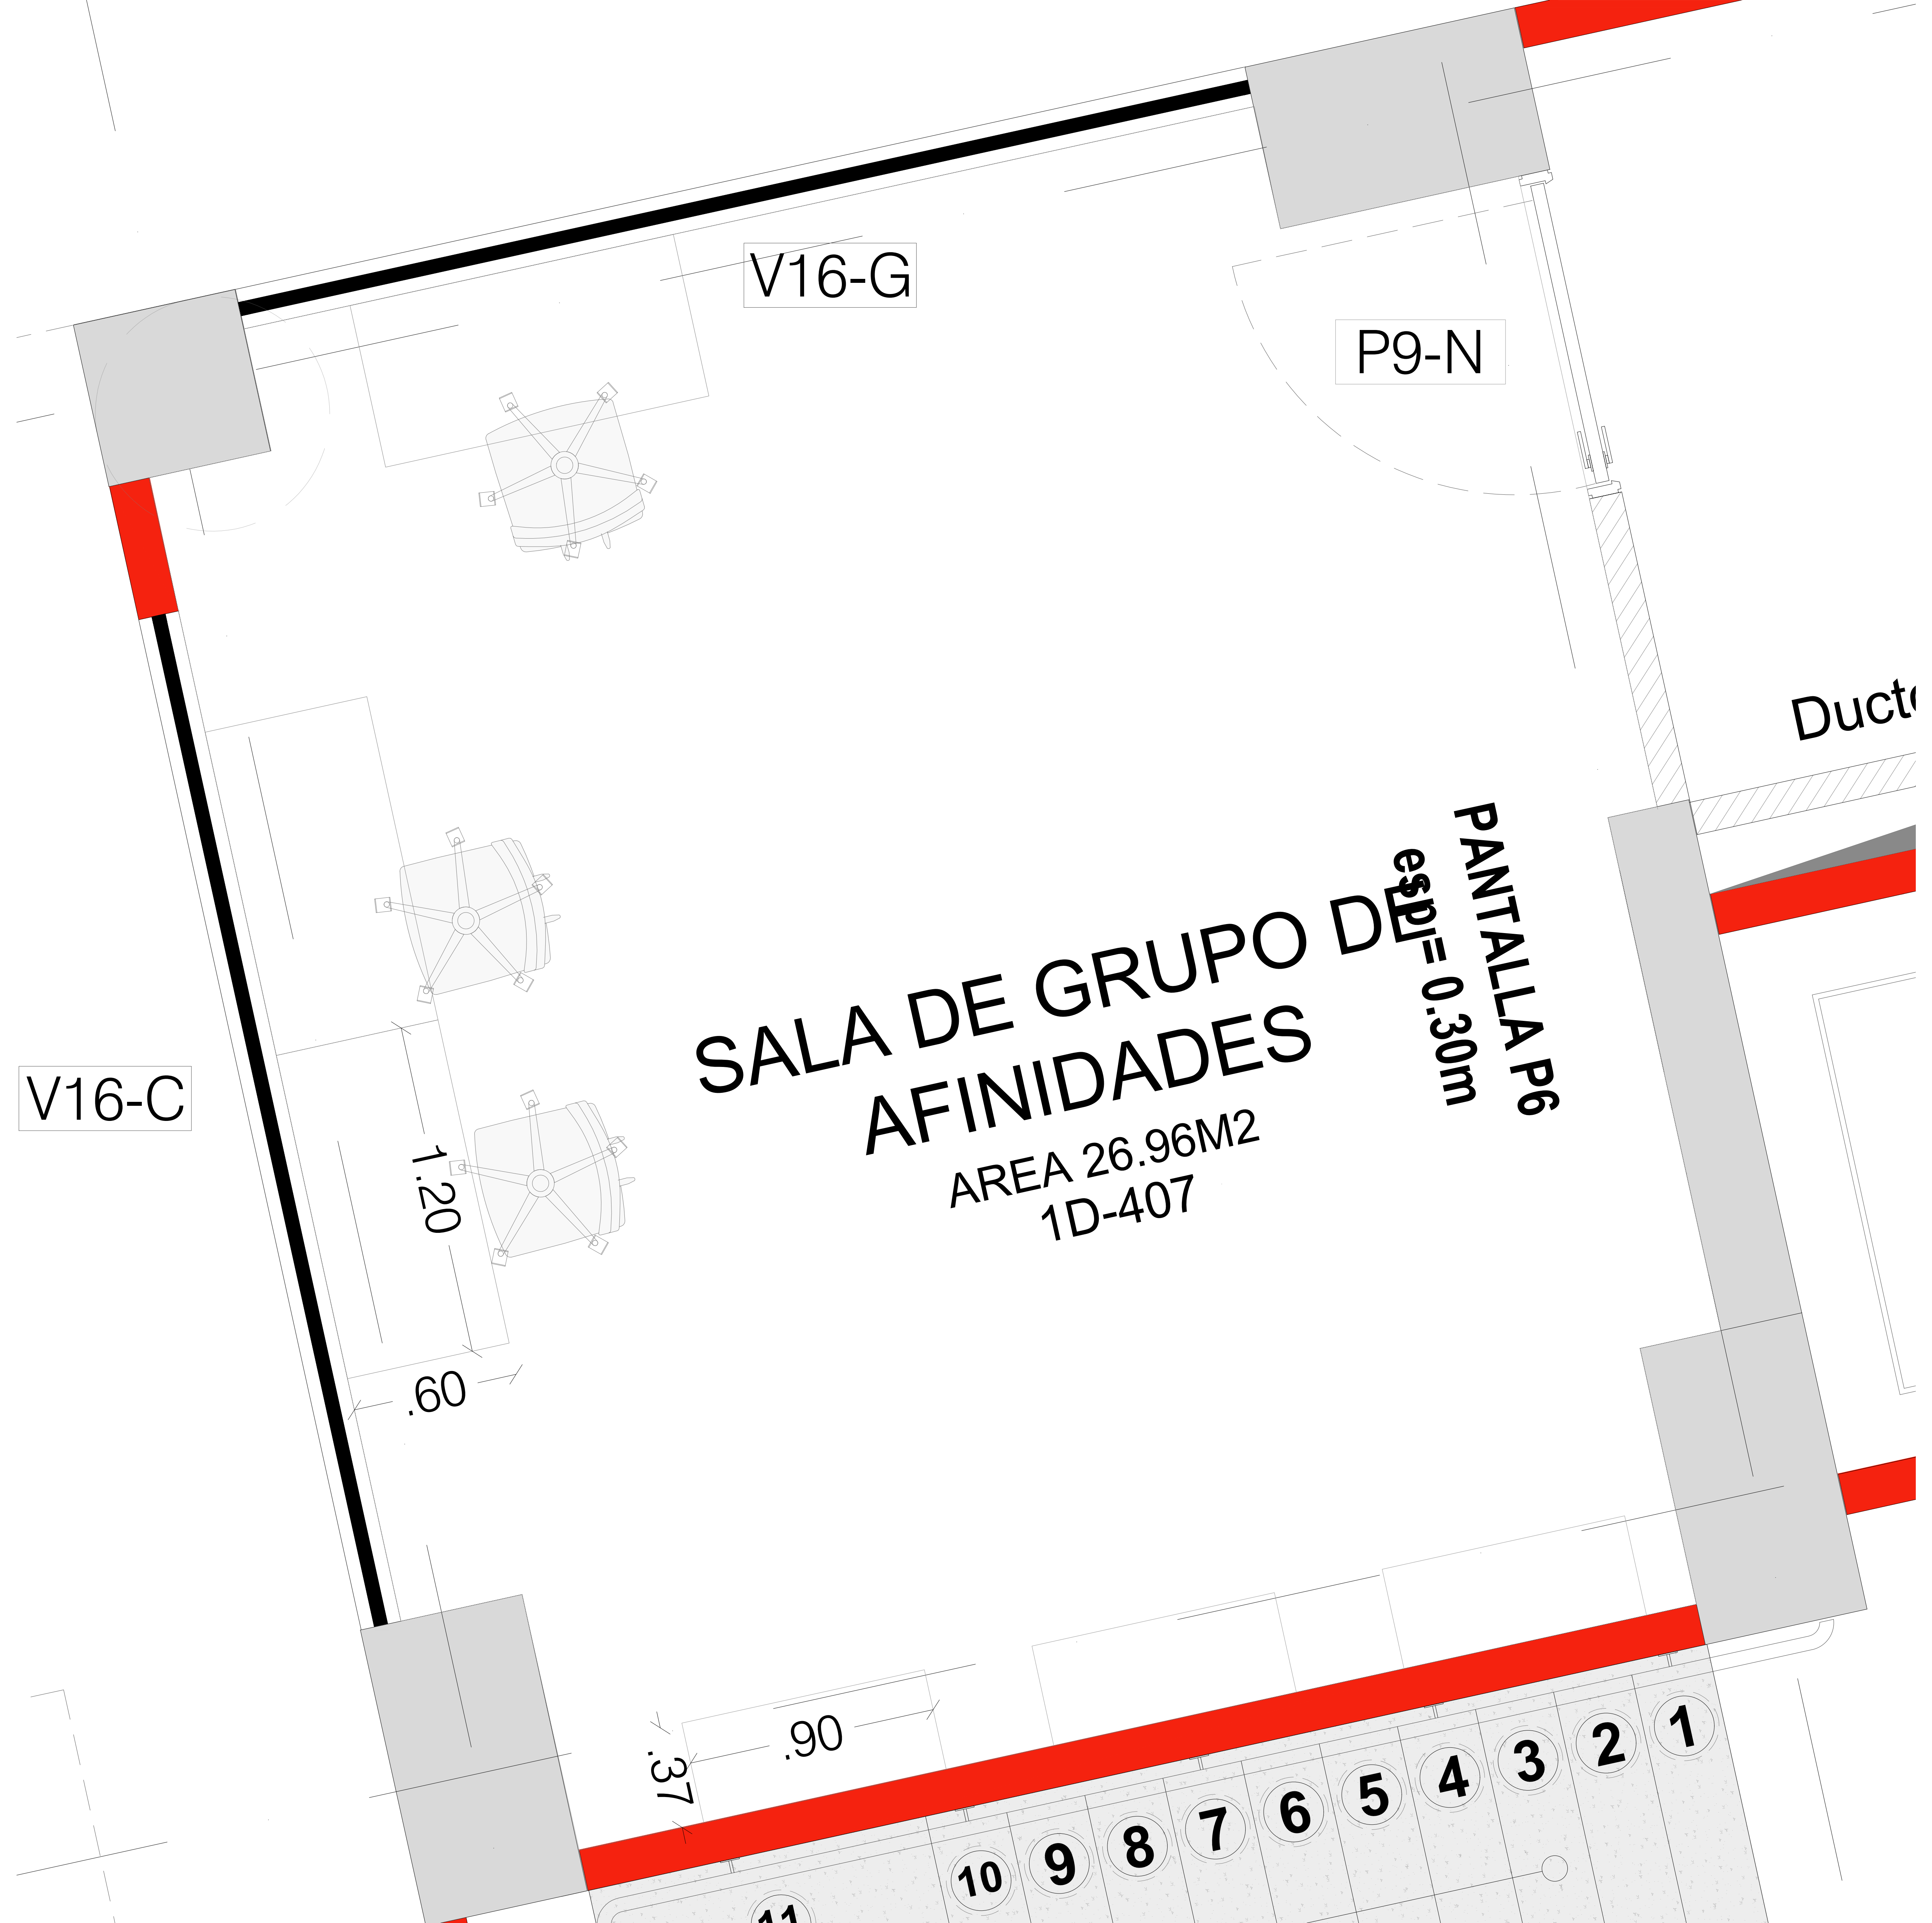 V16-G
P9-N
Ducto
SALA DE GRUPO DE
AFINIDADES
AREA 26.96M2
1D-407
PANTALLA P6
esp.= 0.30m
V16-C
1.20
.60
.90
.37
1
2
3
4
5
6
7
8
9
10
11